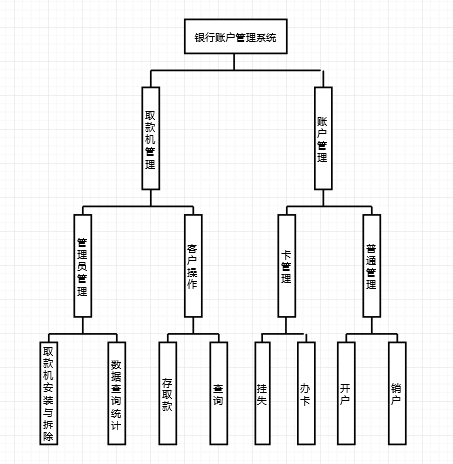 银行账户管理系统
取款机管理
账户管理
管理员管理
客户操作
卡管理
普通管理
取款机安装与拆除
数据查询统计
存取款
查询
挂失
办卡
开户
销户